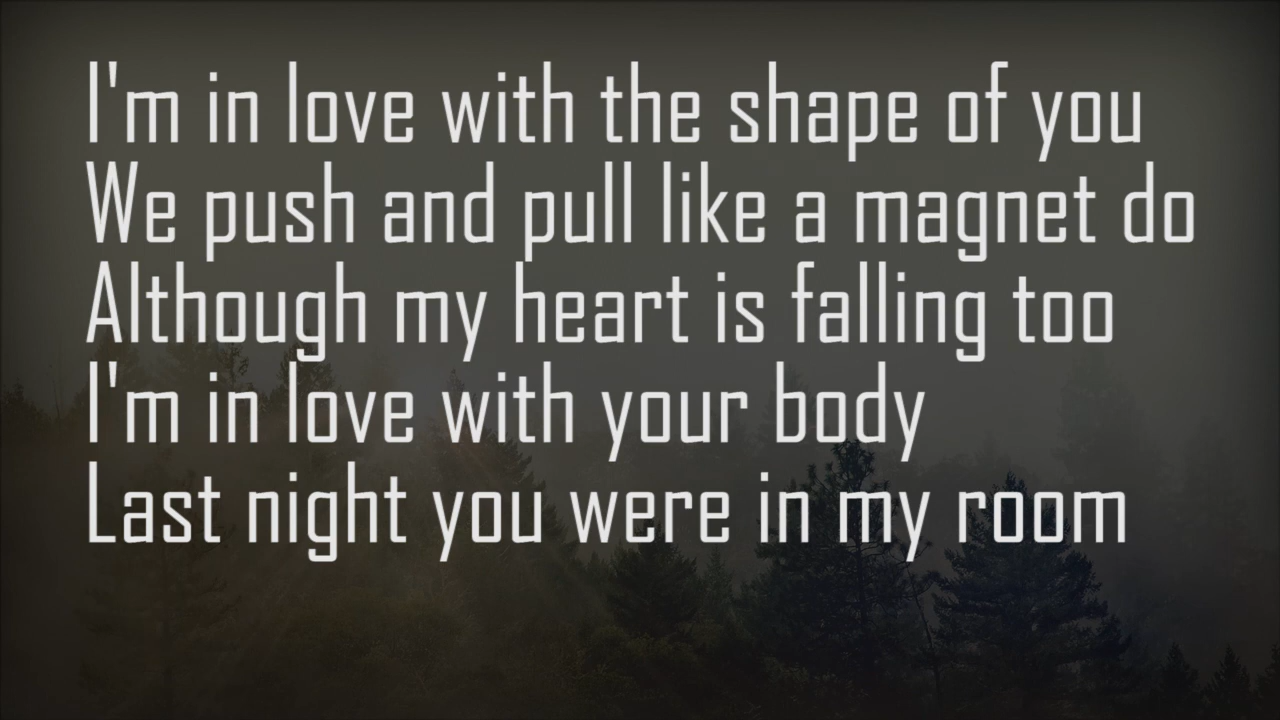 I'm in love with the shape of you
We push and pull like a magnet do
Although my heart is falling too
I'm in love with your body
Last night you were in my room